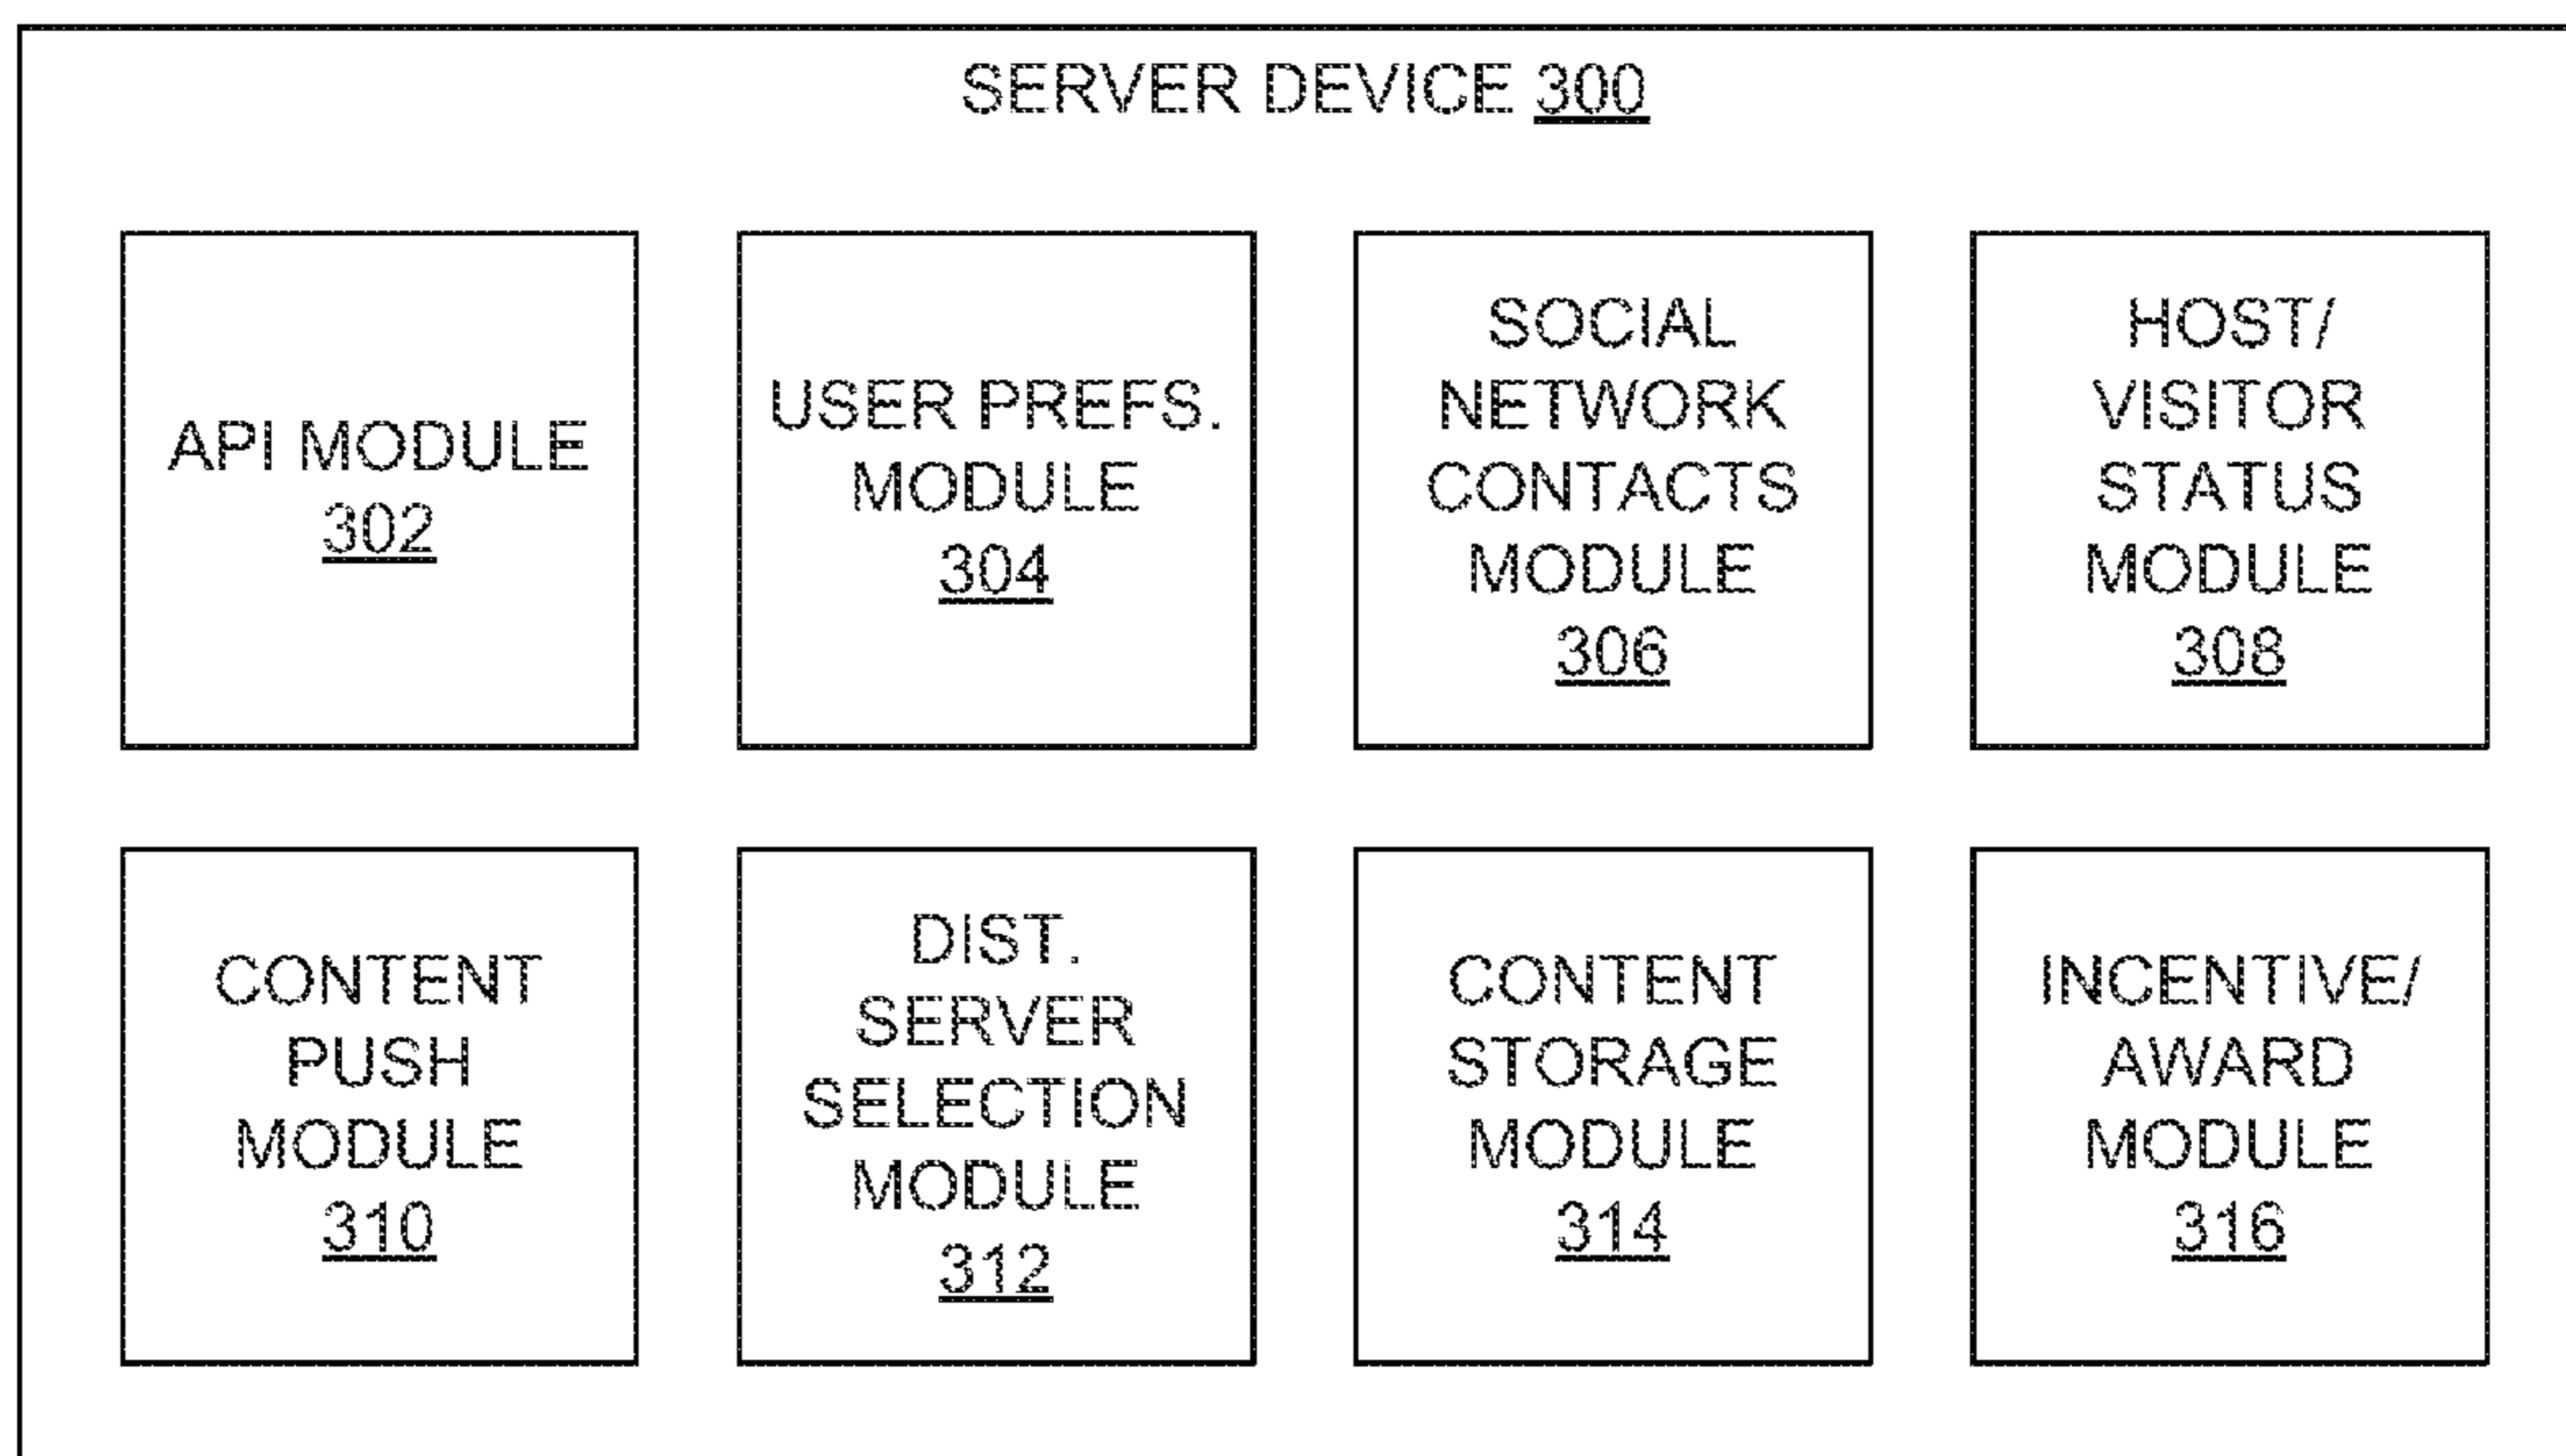 SERVER DEVICE 300
API MODULE
302
USER PREFS.
MODULE
304
SOCIAL
NETWORK
CONTACTS
MODULE
306
HOST/
VISITOR
STATUS
MODULE
308
CONTENT
PUSH
MODULE
310
DIST.
SERVER
SELECTION
MODULE
312
CONTENT
STORAGE
MODULE
314
INCENTIVE/
AWARD
MODULE
316